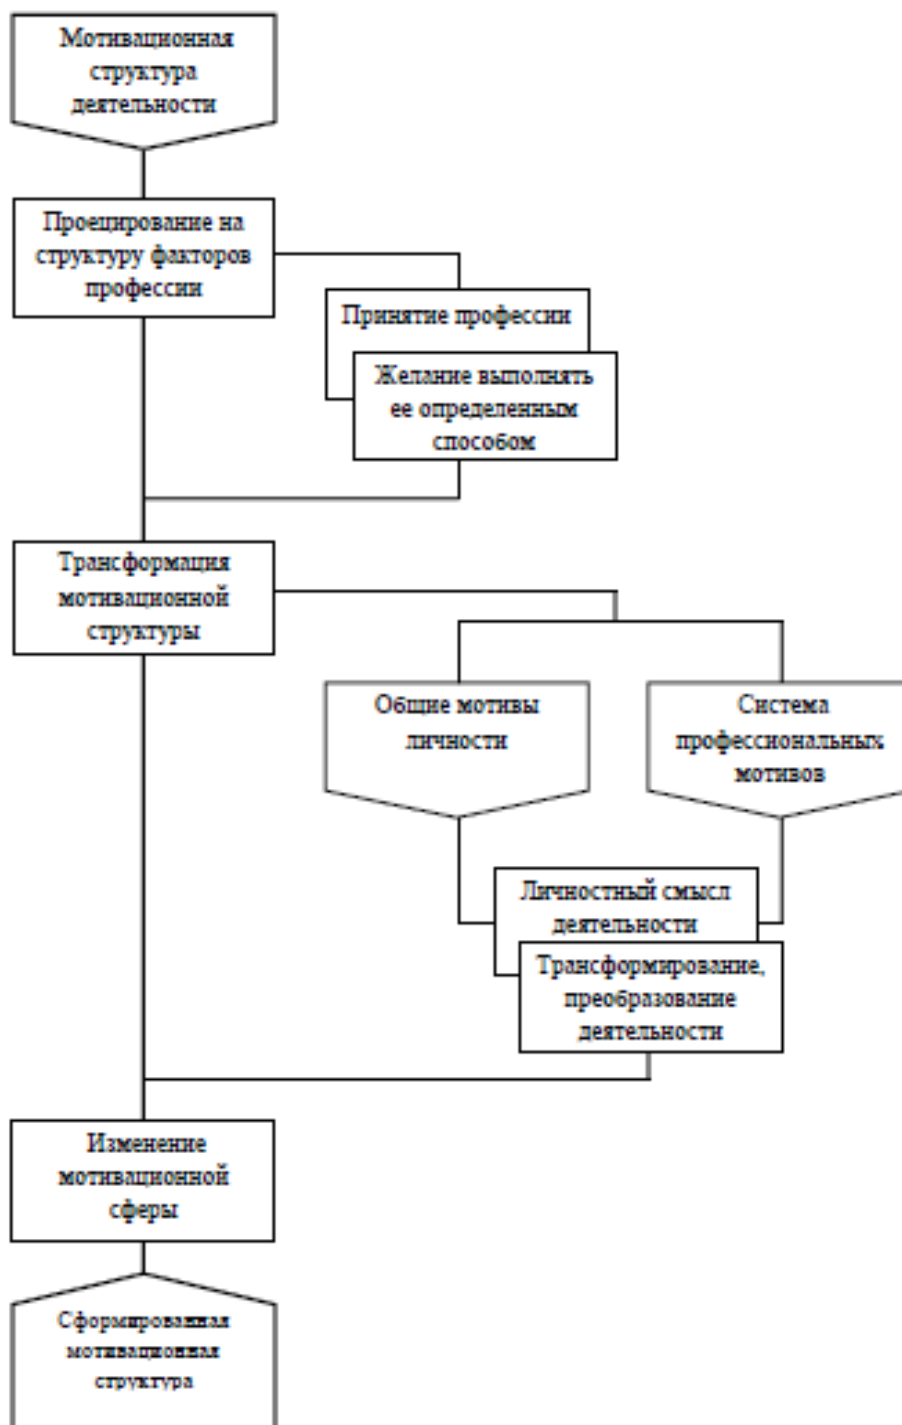 Мотивационная
структура
деятельности
Проецирование на
структуру факторов
профессии
Принятие профессии
Желание выполнять
ее определенным
способом
Трансформация
мотивационной
структуры
Общие мотивы
личности
Система
профессиональных
мотивов
Личностный смысл
деятельности
Трансформирование,
преобразование
деятельности
Изменение
мотивационной
сферы
Сформированная
мотивационная
структура